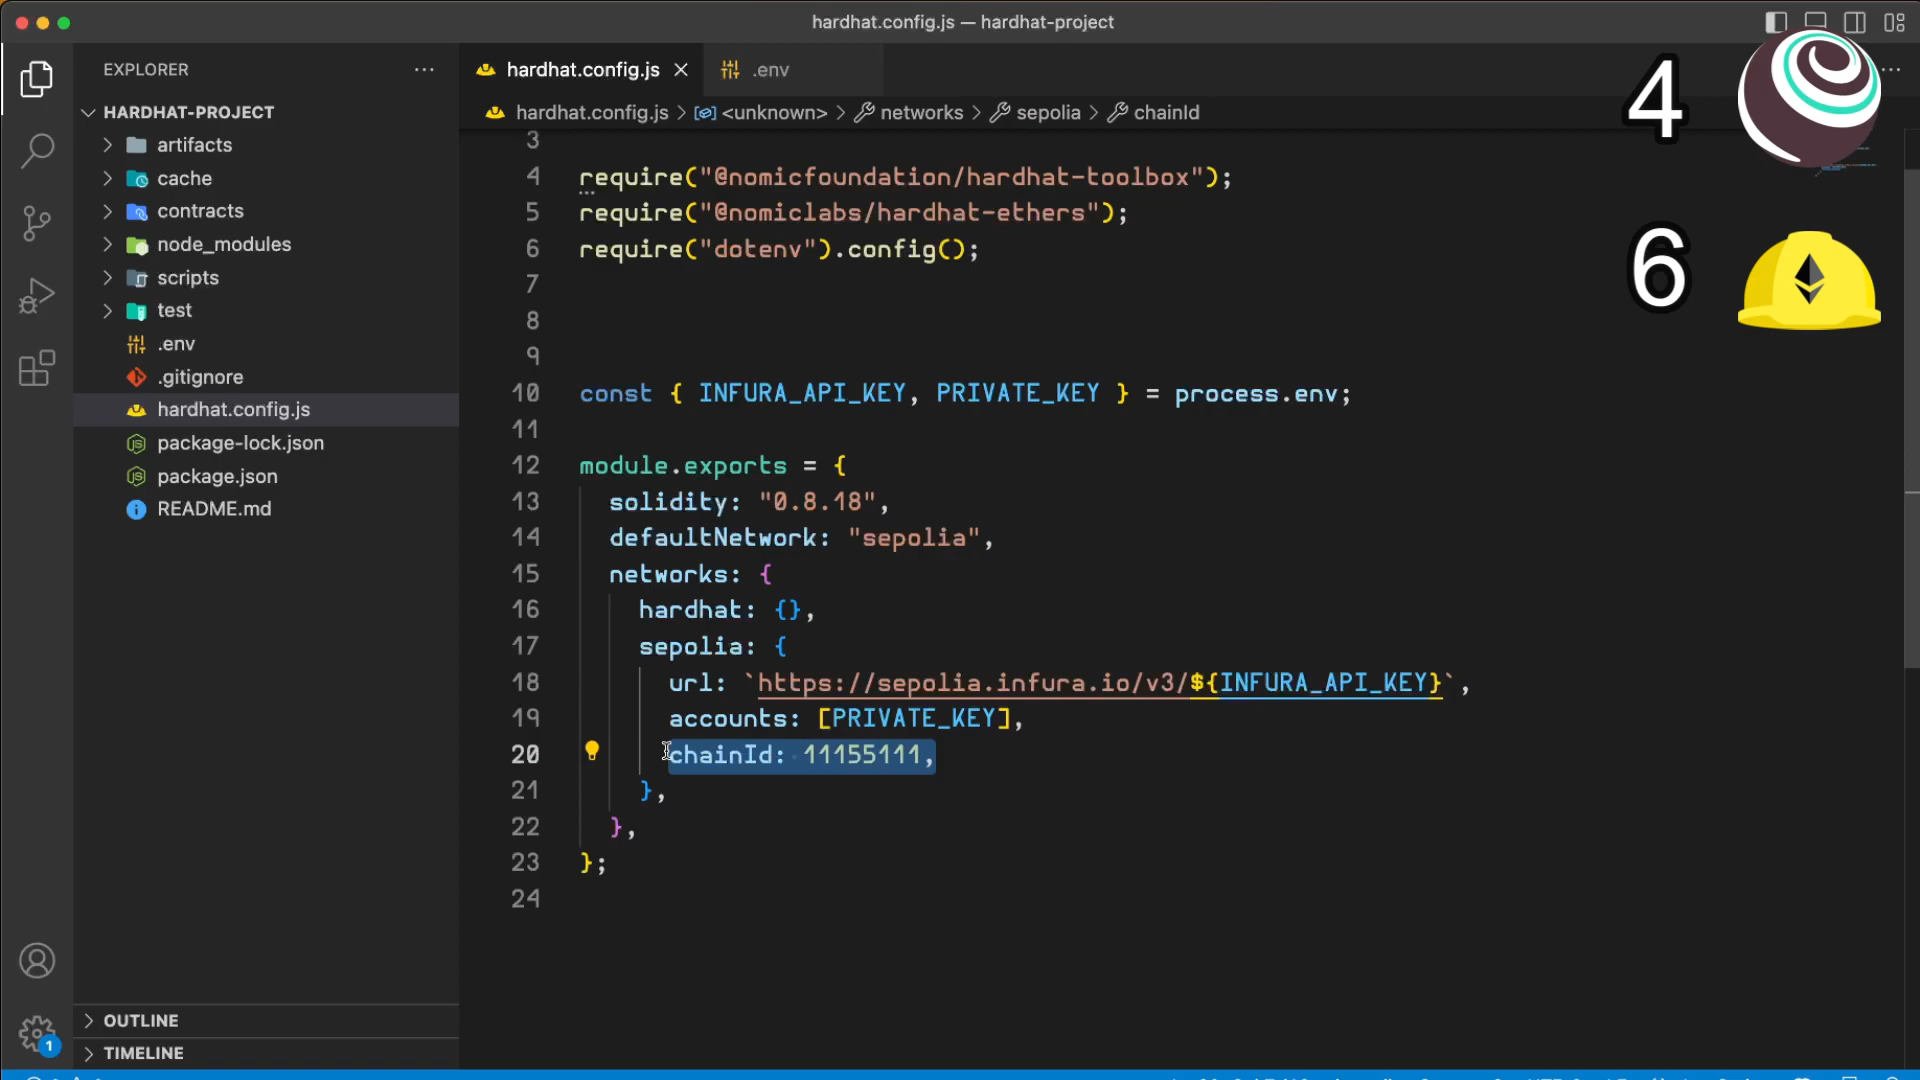 hardhat.config.js — hardhat-project
EXPLORER
HARDHAT-PROJECT
artifacts
cache
contracts
node_modules
scripts
test
.env
.gitignore
hardhat.config.js
package-lock.json
package.json
README.md
OUTLINE
TIMELINE
1
hardhat.config.js
.env
hardhat.config.js > <unknown> > networks > sepolia > chainId
3
4 require("@nomicfoundation/hardhat-toolbox");
5 require("@nomiclabs/hardhat-ethers");
6 require("dotenv").config();
7
8
9
10 const { INFURA_API_KEY, PRIVATE_KEY } = process.env;
11
12 module.exports = {
13 solidity: "0.8.18",
14 defaultNetwork: "sepolia",
15 networks: {
16 hardhat: {},
17 sepolia: {
18 url: `https://sepolia.infura.io/v3/${INFURA_API_KEY}`,
19 accounts: [PRIVATE_KEY],
20 chainId: 11155111,
21 },
22 },
23 };
24
4
6